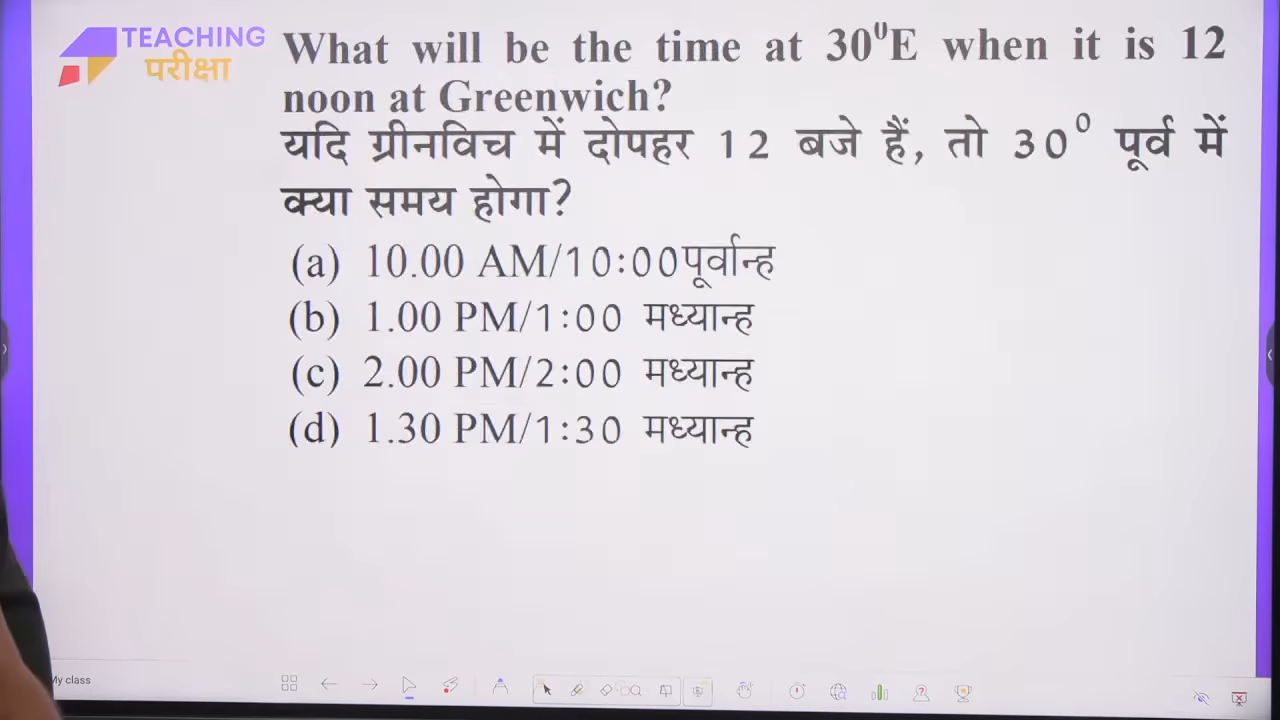 TEACHING
परीक्षा
What will be the time at 30⁰E when it is 12
noon at Greenwich?
यदि ग्रीनविच में दोपहर 12 बजे हैं, तो 30⁰ पूर्व में
क्या समय होगा?
(a) 10.00 AM/10:00पूर्वान्ह
(b) 1.00 PM/1:00 मध्यान्ह
(c) 2.00 PM/2:00 मध्यान्ह
(d) 1.30 PM/1:30 मध्यान्ह
My class